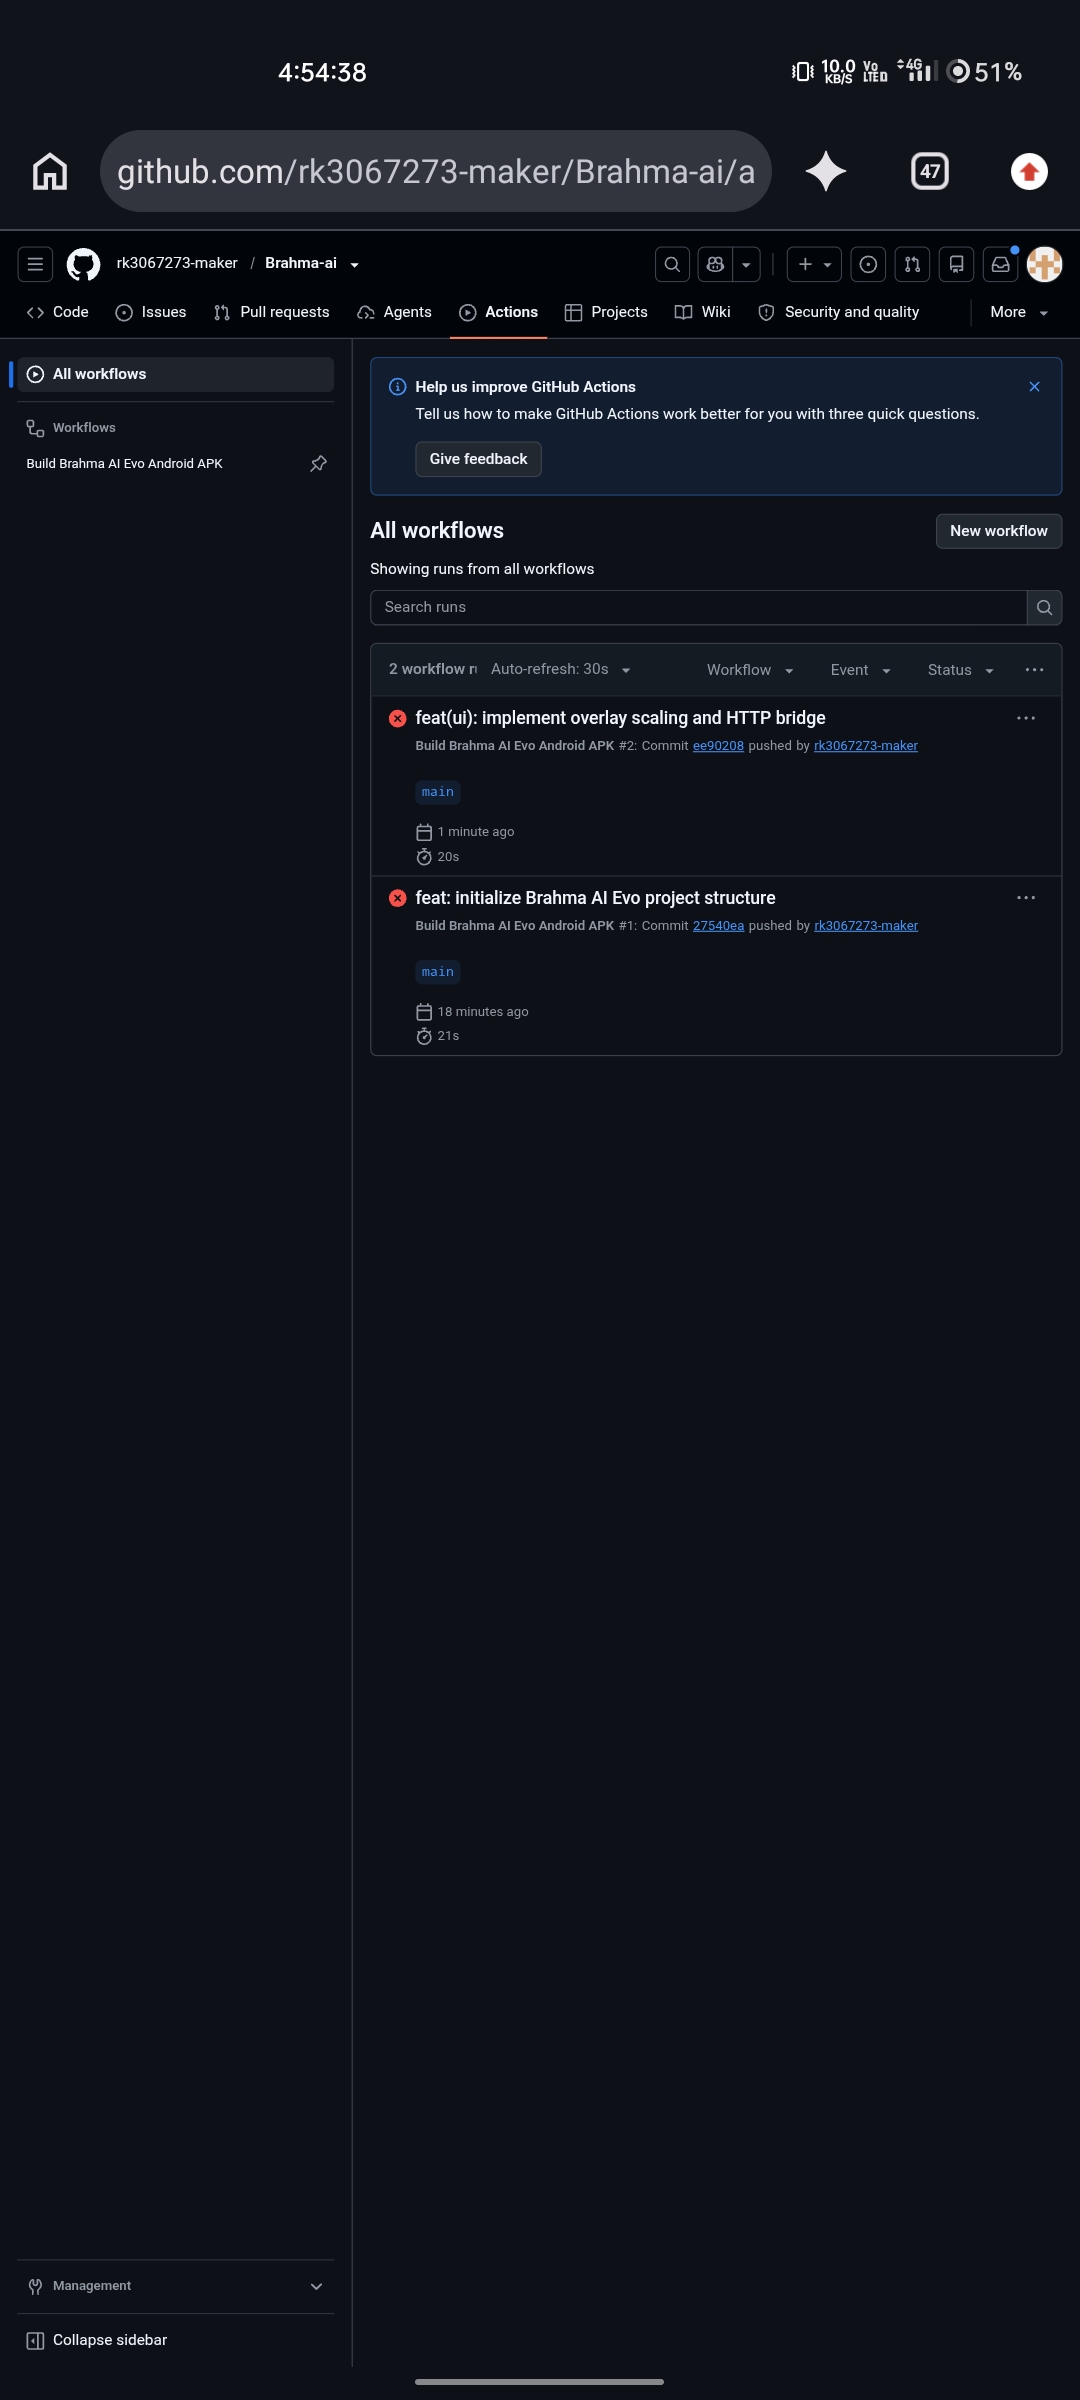 4:54:38
10.0 KB/S
Vo LTED
4G
51%
github.com/rk3067273-maker/Brahma-ai/a
47
rk3067273-maker / Brahma-ai
Code
Issues
Pull requests
Agents
Actions
Projects
Wiki
Security and quality
More
All workflows
Workflows
Build Brahma AI Evo Android APK
Help us improve GitHub Actions
Tell us how to make GitHub Actions work better for you with three quick questions.
Give feedback
All workflows
New workflow
Showing runs from all workflows
Search runs
2 workflow r
Auto-refresh: 30s
Workflow
Event
Status
feat(ui): implement overlay scaling and HTTP bridge
Build Brahma AI Evo Android APK #2: Commit ee90208 pushed by rk3067273-maker
main
1 minute ago
20s
feat: initialize Brahma AI Evo project structure
Build Brahma AI Evo Android APK #1: Commit 27540ea pushed by rk3067273-maker
main
18 minutes ago
21s
Management
Collapse sidebar